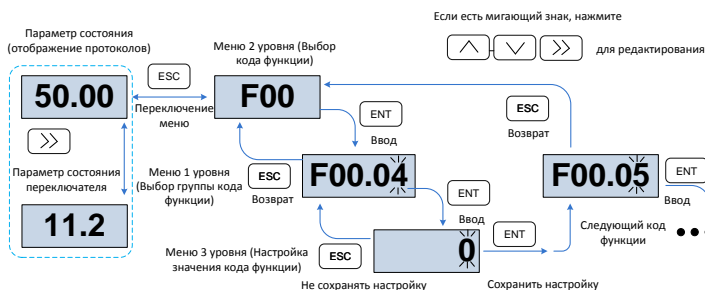 Если есть мигающий знак, нажмите
для редактирования
Параметр состояния
(отображение протоколов)
50.00
Параметр состояния
переключателя
11.2
ESC
Переключение
меню
Меню 2 уровня (Выбор
кода функции)
F00
ENT
Ввод
Меню 1 уровня
(Выбор группы кода
функции)
ESC
Возврат
F00.04
ENT
Ввод
Меню 3 уровня (Настройка
значения кода функции)
ESC
0
ENT
Не сохранять настройку
Сохранить настройку
ESC
Возврат
F00.05
ENT
Ввод
Следующий код
функции